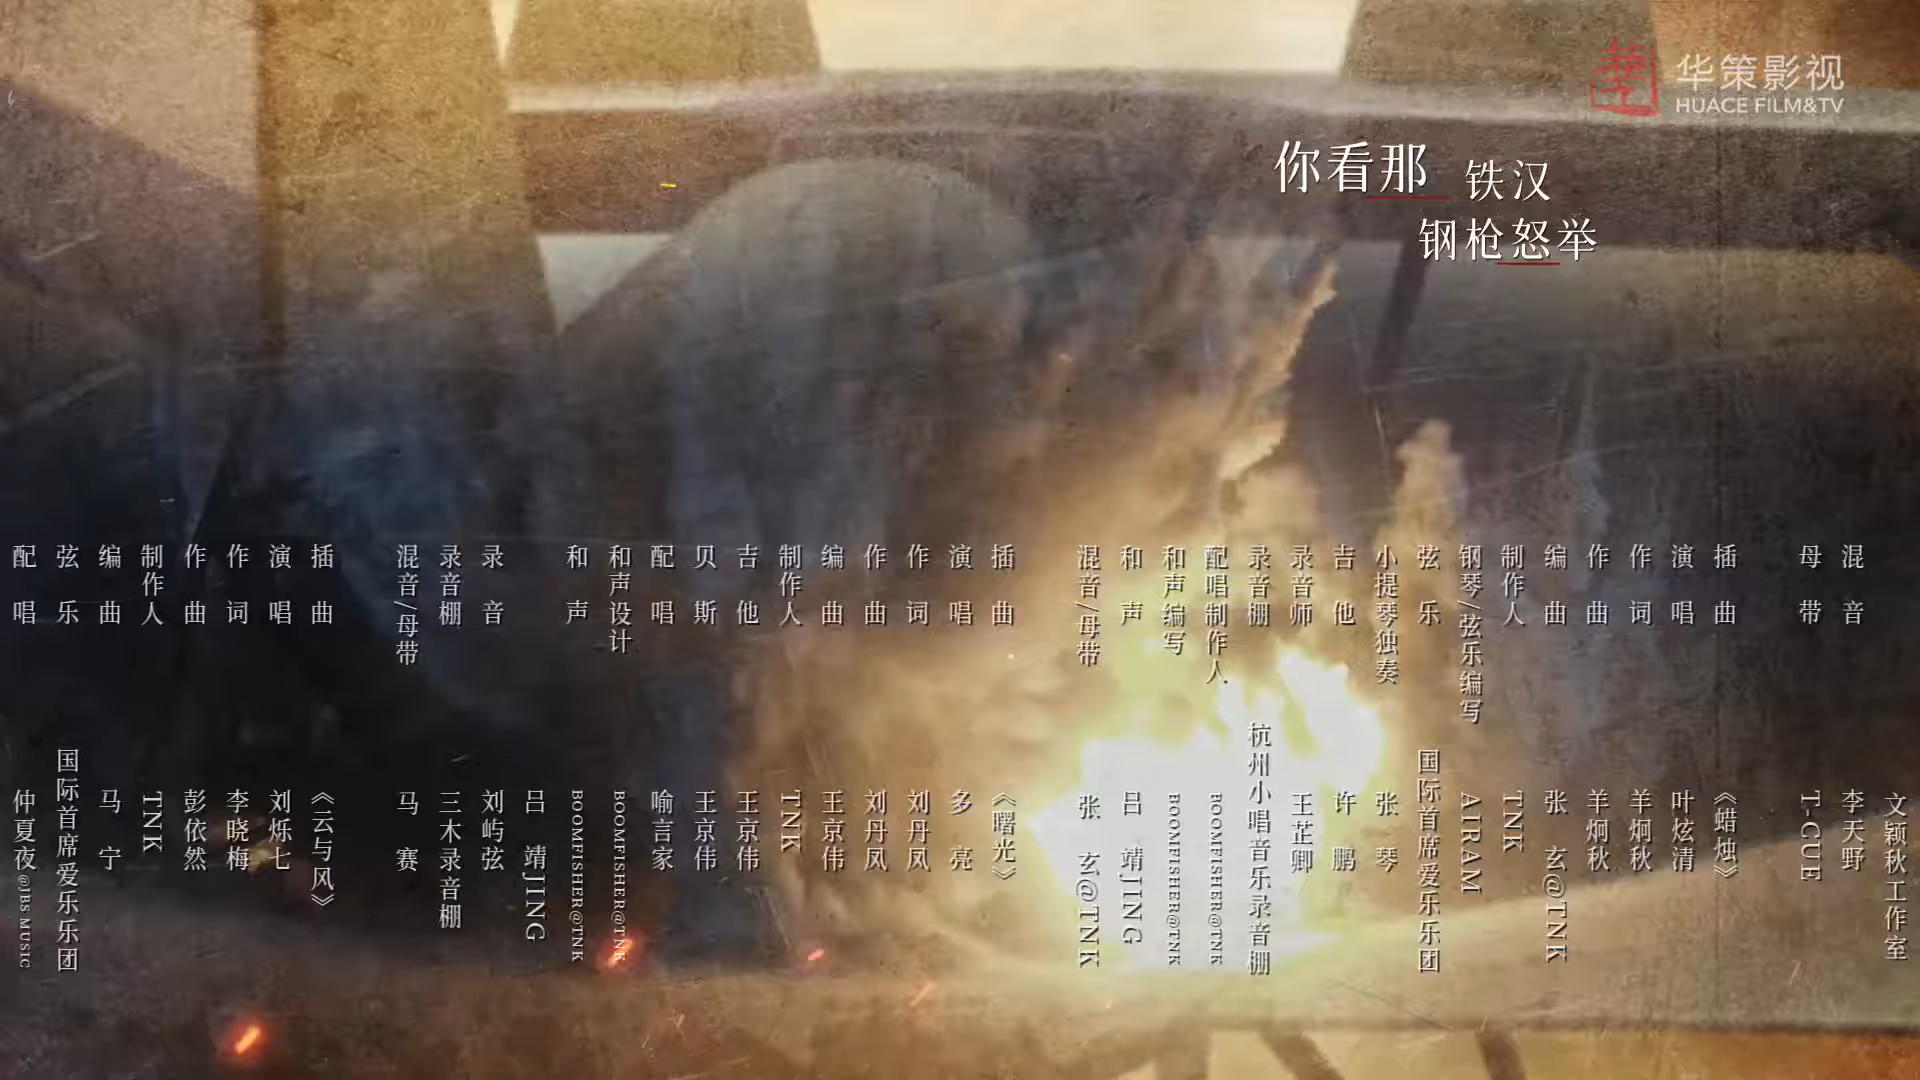 华策影视
HUACE FILM&TV
你看那 铁汉
钢枪怒举
文颖秋工作室
混音 李天野
母带 T-CUE
插曲 《蜡烛》
演唱 叶炫清
作词 羊炯秋
作曲 羊炯秋
编曲 张玄@TNK
制作人 TNK
钢琴/弦乐编写 AIRAM
弦乐 国际首席爱乐乐团
小提琴独奏 张琴
吉他 许鹏
录音师 王芷卿
录音棚 杭州小唱音乐录音棚
配唱制作人 BOOMFISHER@TNK
和声编写 BOOMFISHER@TNK
和声 吕靖JING
混音/母带 张玄@TNK
插曲 《曙光》
演唱 多亮
作词 刘丹凤
作曲 刘丹凤
编曲 王京伟
制作人 TNK
吉他 王京伟
贝斯 王京伟
配唱 喻言家
和声设计 BOOMFISHER@TNK
和声 BOOMFISHER@TNK
吕靖JING
录音 刘屿弦
录音棚 三木录音棚
混音/母带 马赛
插曲 《云与风》
演唱 刘烁七
作词 李晓梅
作曲 彭依然
制作人 TNK
编曲 马宁
弦乐 国际首席爱乐乐团
配唱 仲夏夜@JBS MUSIC